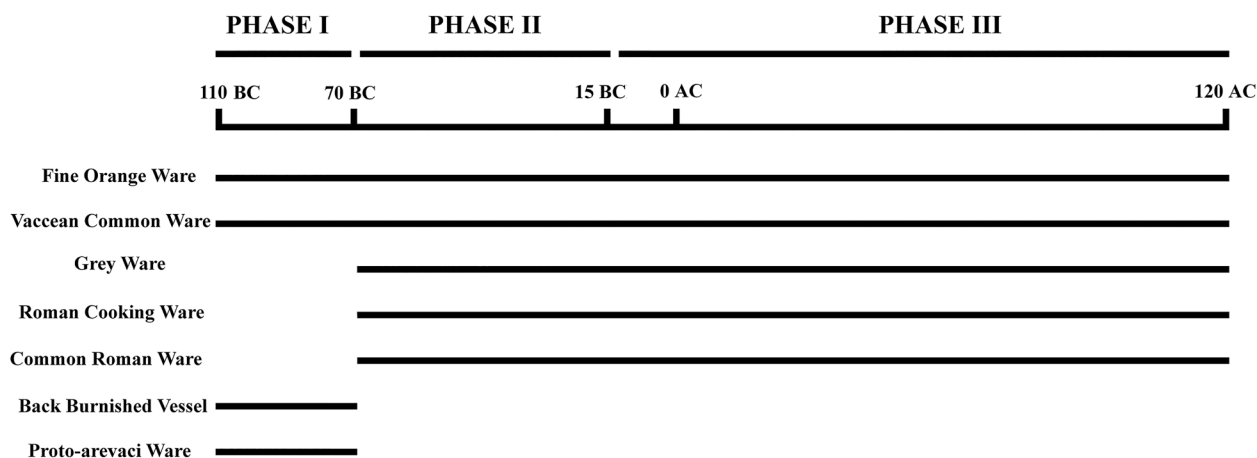 PHASE I PHASE II PHASE III
110 BC 70 BC 15 BC 0 AC 120 AC
Fine Orange Ware
Vaccean Common Ware
Grey Ware
Roman Cooking Ware
Common Roman Ware
Back Burnished Vessel
Proto-arevaci Ware